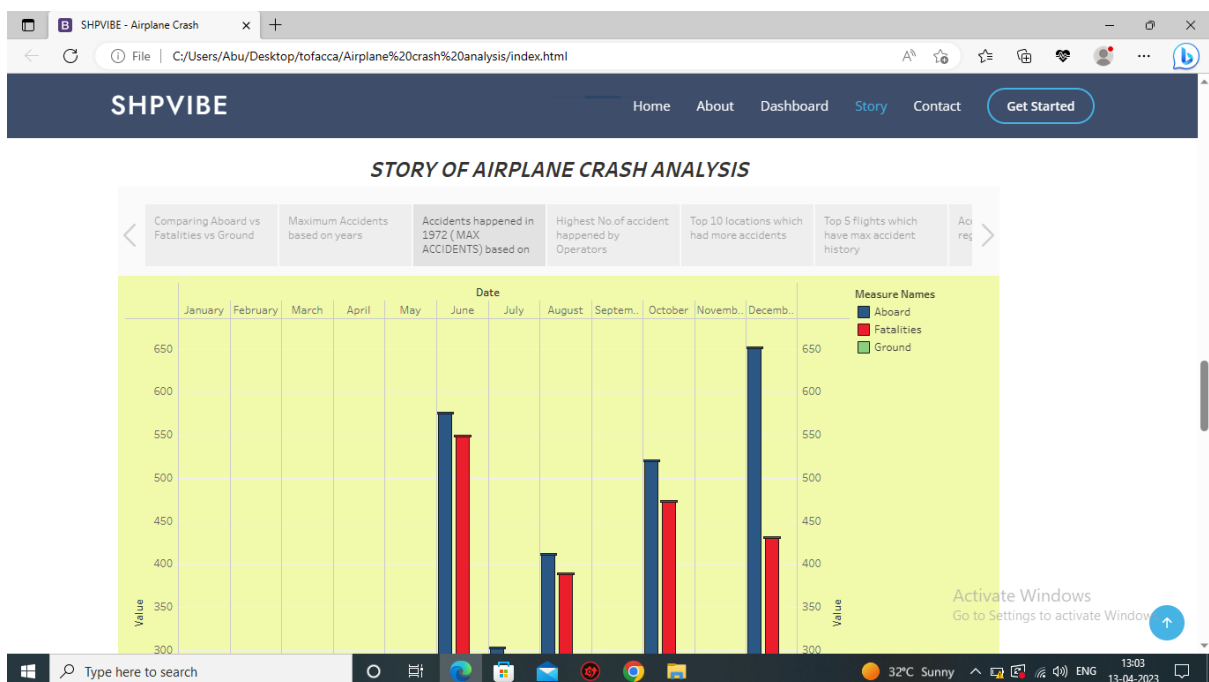 SHPVIBE - Airplane Crash
File
C:/Users/Abu/Desktop/tofacca/Airplane%20crash%20analysis/index.html
SHPVIBE
Home About Dashboard Story Contact Get Started
STORY OF AIRPLANE CRASH ANALYSIS
Comparing Aboard vs
Fatalities vs Ground
Maximum Accidents
based on years
Accidents happened in
1972 ( MAX
ACCIDENTS) based on
Highest No.of accident
happened by
Operators
Top 10 locations which
had more accidents
Top 5 flights which
have max accident
history
Date
January February March April May June July August Septem.. October Novemb.. Decemb..
Measure Names
Aboard
Fatalities
Ground
650 650
600 600
550 550
500 500
450 450
400 400
350 350
300 300
Value Value
Activate Windows
Go to Settings to activate Window
Type here to search
32°C Sunny
ENG
13:03
13-04-2023